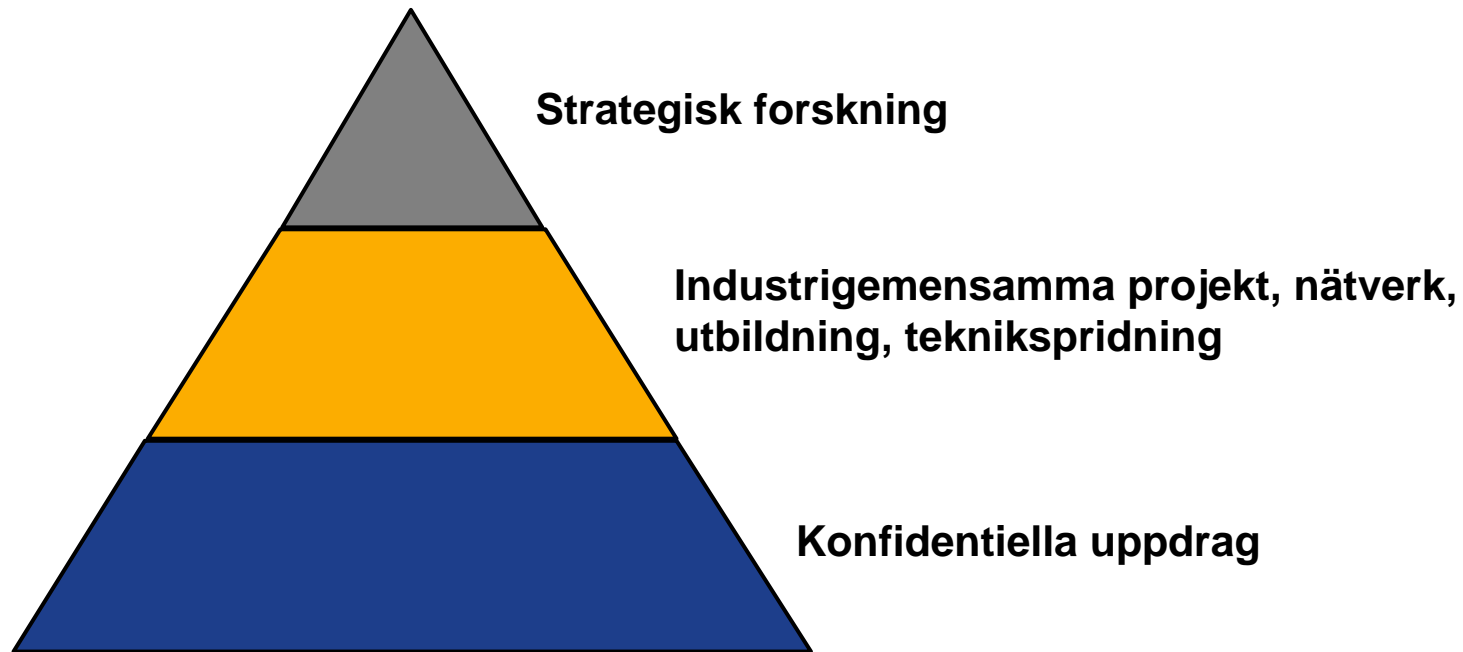 Strategisk forskning
Industrigemensamma projekt, nätverk,
utbildning, teknikspridning
Konfidentiella uppdrag